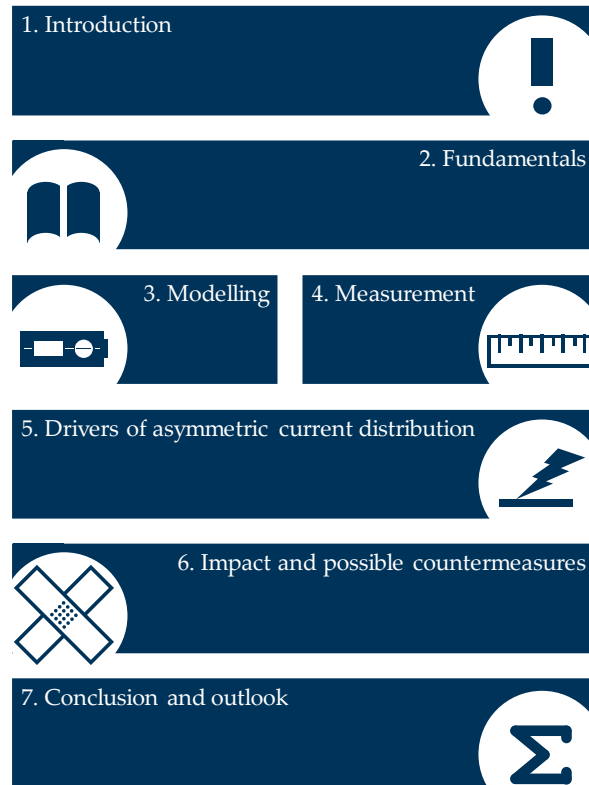 1. Introduction
2. Fundamentals
3. Modelling
4. Measurement
5. Drivers of asymmetric current distribution
6. Impact and possible countermeasures
7. Conclusion and outlook